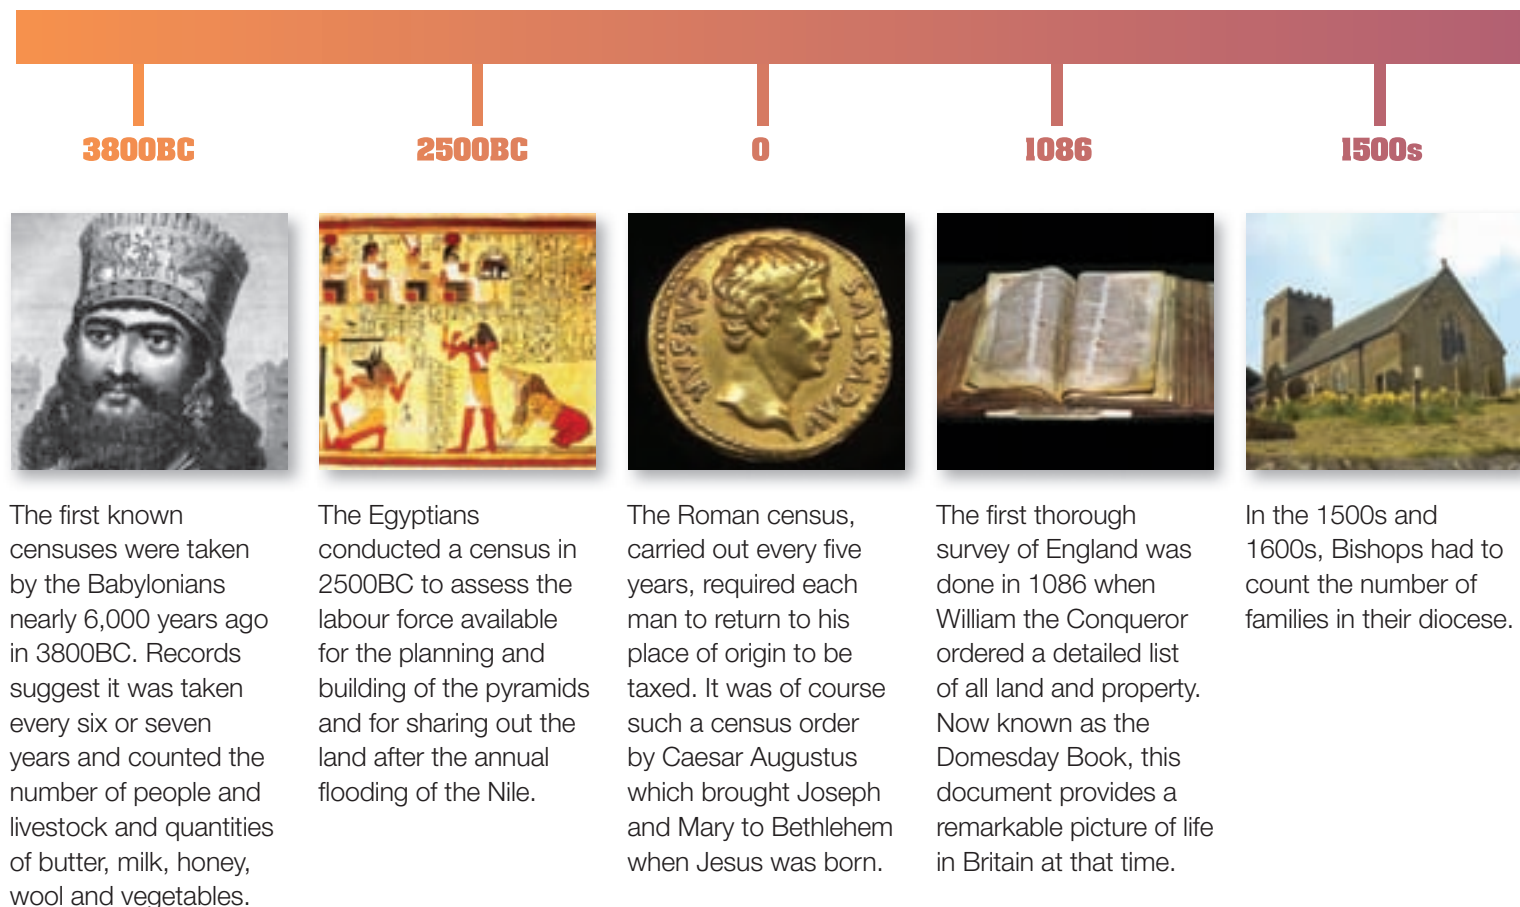 3800BC
2500BC
0
1086
1500s
CAESAR
AVGVSTVS
The first known
censuses were taken
by the Babylonians
nearly 6,000 years ago
in 3800BC. Records
suggest it was taken
every six or seven
years and counted the
number of people and
livestock and quantities
of butter, milk, honey,
wool and vegetables.
The Egyptians
conducted a census in
2500BC to assess the
labour force available
for the planning and
building of the pyramids
and for sharing out the
land after the annual
flooding of the Nile.
The Roman census,
carried out every five
years, required each
man to return to his
place of origin to be
taxed. It was of course
such a census order
by Caesar Augustus
which brought Joseph
and Mary to Bethlehem
when Jesus was born.
The first thorough
survey of England was
done in 1086 when
William the Conqueror
ordered a detailed list
of all land and property.
Now known as the
Domesday Book, this
document provides a
remarkable picture of life
in Britain at that time.
In the 1500s and
1600s, Bishops had to
count the number of
families in their diocese.